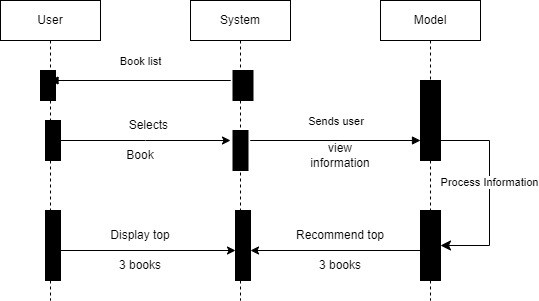 User
System
Model
Book list
Selects
Book
Sends user
view
information
Process Information
Display top
3 books
Recommend top
3 books